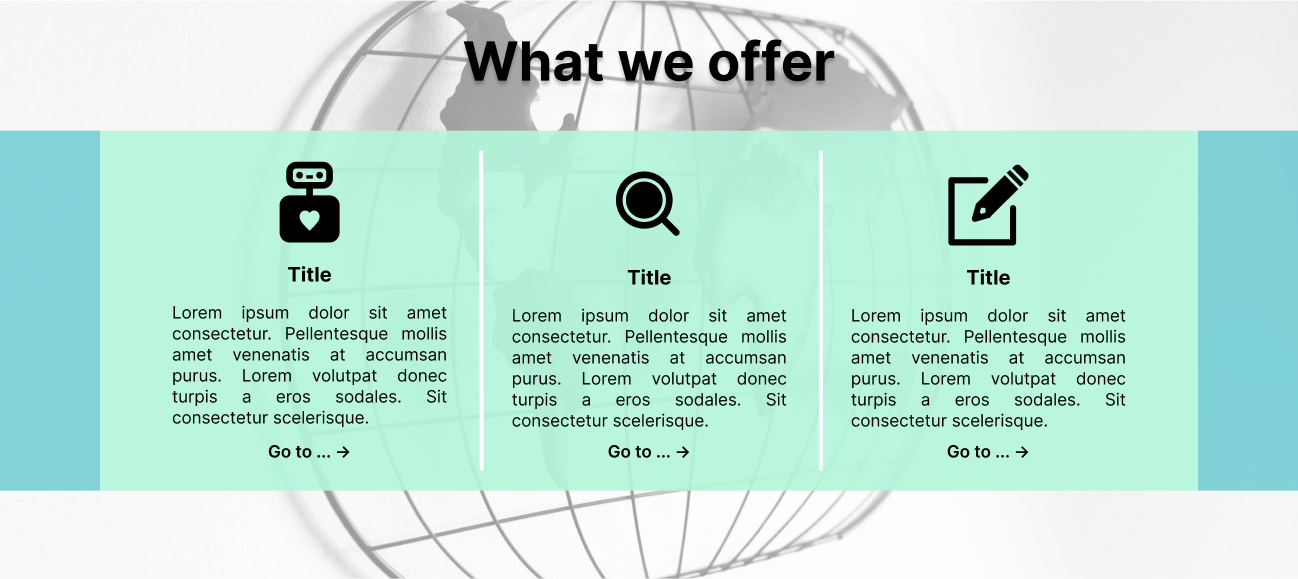 What we offer
Title
Lorem ipsum dolor sit amet
consectetur. Pellentesque mollis
amet venenatis at accumsan
purus. Lorem volutpat donec
turpis a eros sodales. Sit
consectetur scelerisque.
Go to ... →
Title
Lorem ipsum dolor sit amet
consectetur. Pellentesque mollis
amet venenatis at accumsan
purus. Lorem volutpat donec
turpis a eros sodales. Sit
consectetur scelerisque.
Go to ... →
Title
Lorem ipsum dolor sit amet
consectetur. Pellentesque mollis
amet venenatis at accumsan
purus. Lorem volutpat donec
turpis a eros sodales. Sit
consectetur scelerisque.
Go to ... →